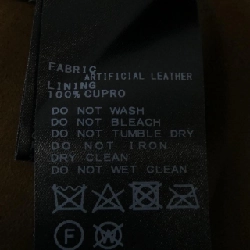 FABRIC
ARTIFICIAL LEATHER
LINING
100% CUPRO
DO NOT WASH
DO NOT BLEACH
DO NOT TUMBLE DRY
DO NOT IRON
DRY CLEAN
DO NOT WET CLEAN
F W